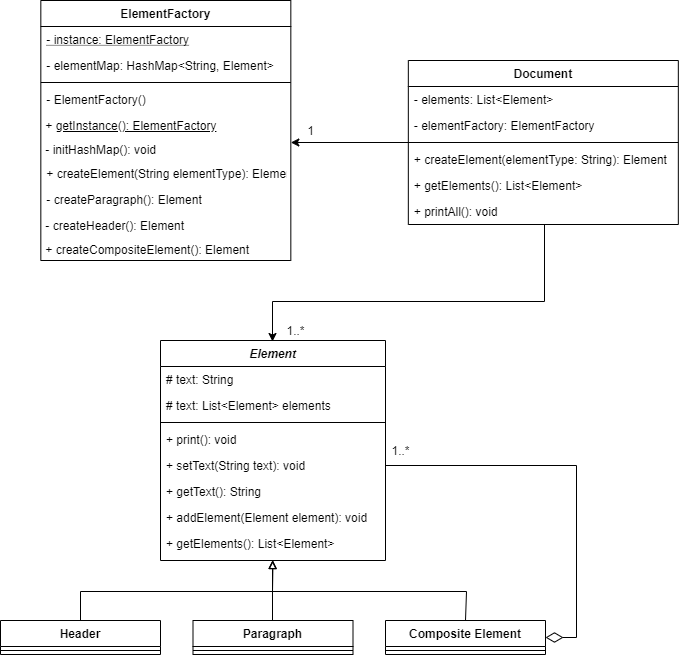 ElementFactory
- instance: ElementFactory
- elementMap: HashMap<String, Element>
- ElementFactory()
+ getInstance(): ElementFactory
- initHashMap(): void
+ createElement(String elementType): Eleme
- createParagraph(): Element
- createHeader(): Element
+ createCompositeElement(): Element
1
Document
- elements: List<Element>
- elementFactory: ElementFactory
+ createElement(elementType: String): Element
+ getElements(): List<Element>
+ printAll(): void
1..*
Element
# text: String
# text: List<Element> elements
+ print(): void
+ setText(String text): void
+ getText(): String
+ addElement(Element element): void
+ getElements(): List<Element>
1..*
Header
Paragraph
Composite Element